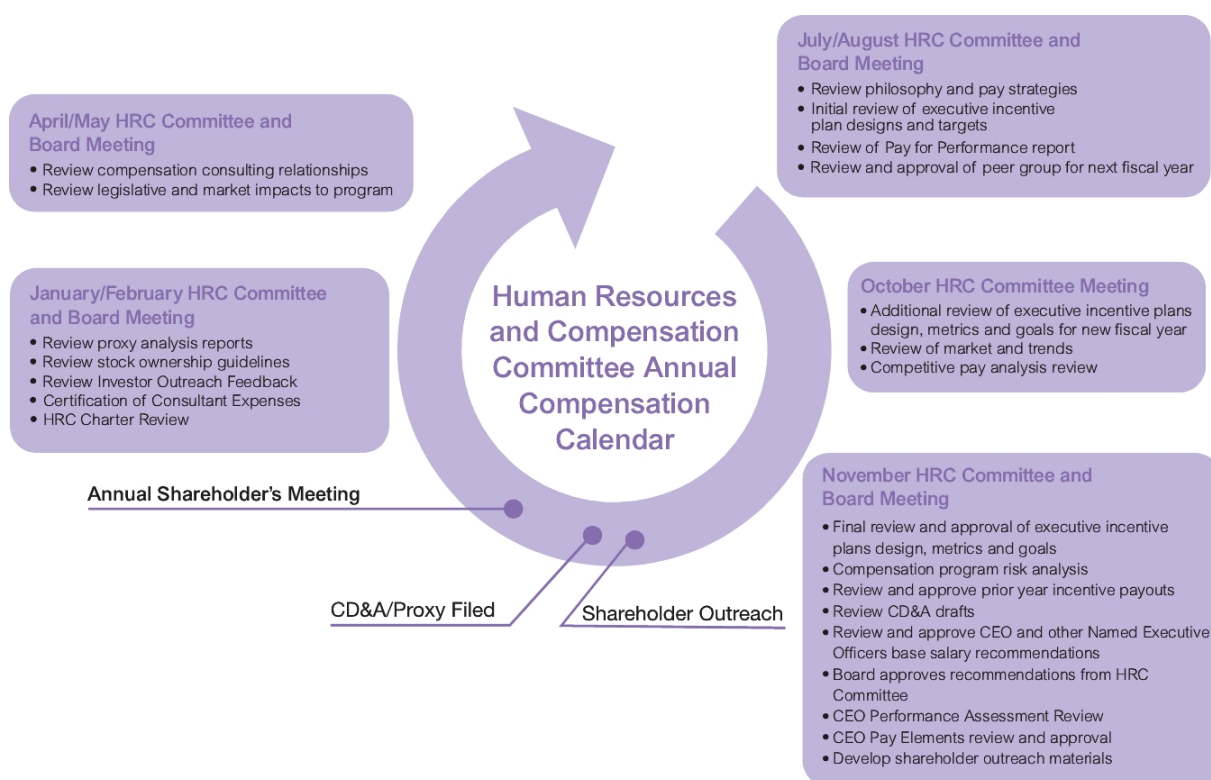 July/August HRC Committee and
Board Meeting
• Review philosophy and pay strategies
• Initial review of executive incentive
plan designs and targets
• Review of Pay for Performance report
• Review and approval of peer group for next fiscal year
October HRC Committee Meeting
• Additional review of executive incentive plans
design, metrics and goals for new fiscal year
• Review of market and trends
• Competitive pay analysis review
November HRC Committee and
Board Meeting
• Final review and approval of executive incentive
plans design, metrics and goals
• Compensation program risk analysis
• Review and approve prior year incentive payouts
• Review CD&A drafts
• Review and approve CEO and other Named Executive
Officers base salary recommendations
• Board approves recommendations from HRC
Committee
• CEO Performance Assessment Review
• CEO Pay Elements review and approval
• Develop shareholder outreach materials
Shareholder Outreach
CD&A/Proxy Filed
Annual Shareholder’s Meeting
January/February HRC Committee
and Board Meeting
• Review proxy analysis reports
• Review stock ownership guidelines
• Review Investor Outreach Feedback
• Certification of Consultant Expenses
• HRC Charter Review
April/May HRC Committee and
Board Meeting
• Review compensation consulting relationships
• Review legislative and market impacts to program
Human Resources
and Compensation
Committee Annual
Compensation
Calendar